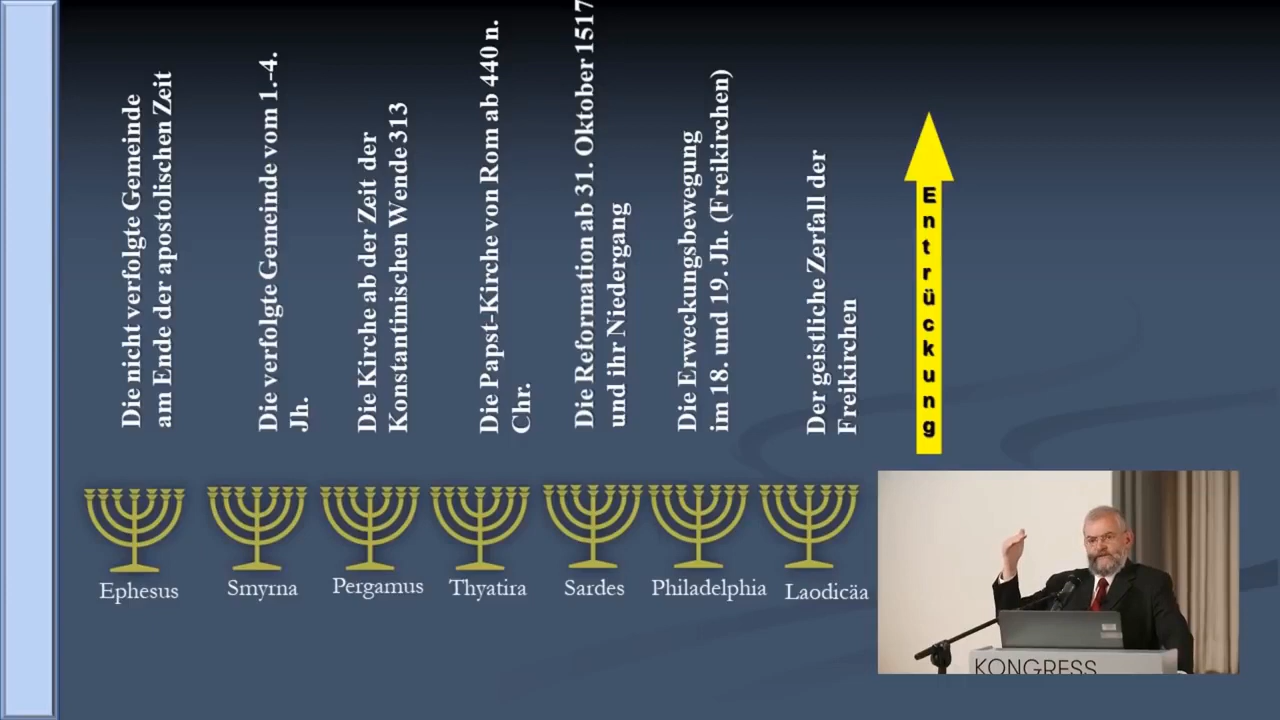 Die nicht verfolgte Gemeinde
am Ende der apostolischen Zeit
Die verfolgte Gemeinde vom 1.-4.
Jh.
Die Kirche ab der Zeit der
Konstantinischen Wende 313
Die Papst-Kirche von Rom ab 440 n.
Chr.
Die Reformation ab 31. Oktober 1517
und ihr Niedergang
Die Erweckungsbewegung
im 18. und 19. Jh. (Freikirchen)
Der geistliche Zerfall der
Freikirchen
Entrückung
Ephesus
Smyrna
Pergamus
Thyatira
Sardes
Philadelphia
Laodicäa
KONGRESS